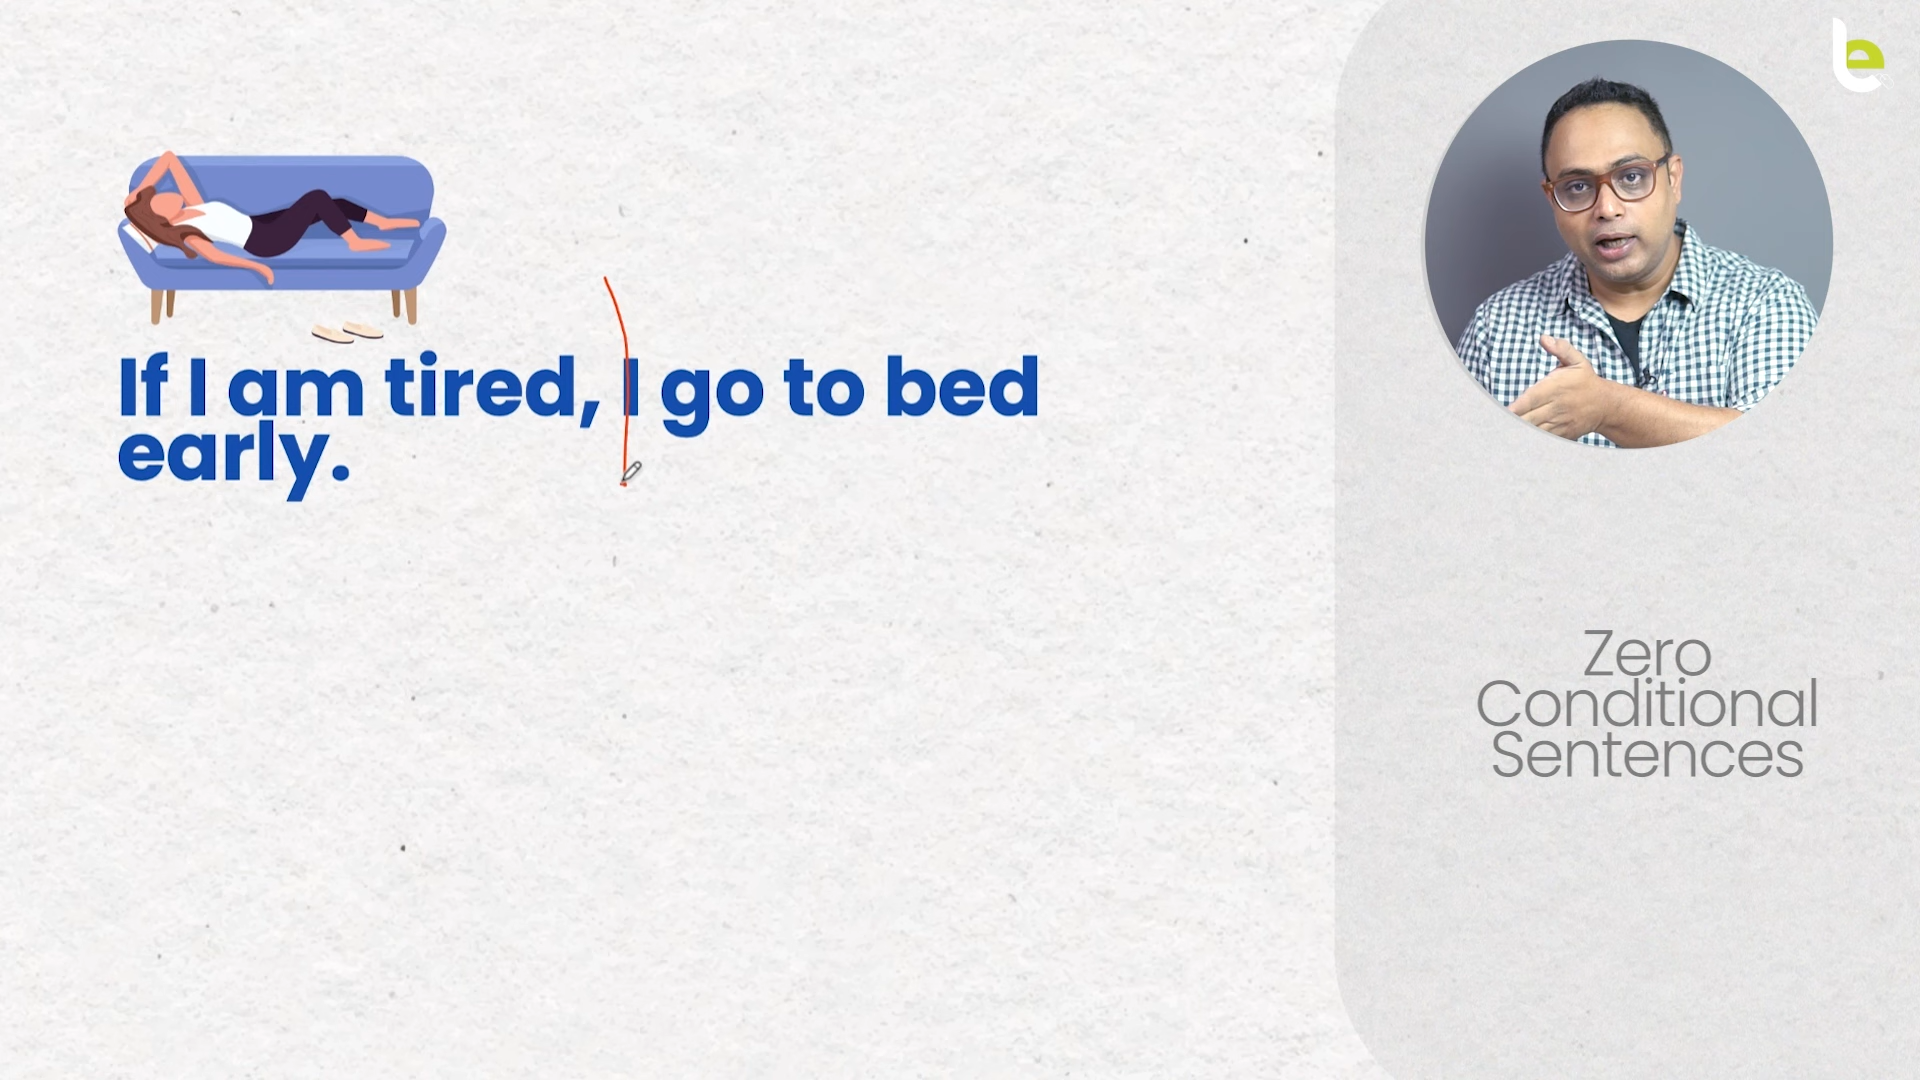 If I am tired, I go to bed
early.
Zero
Conditional
Sentences